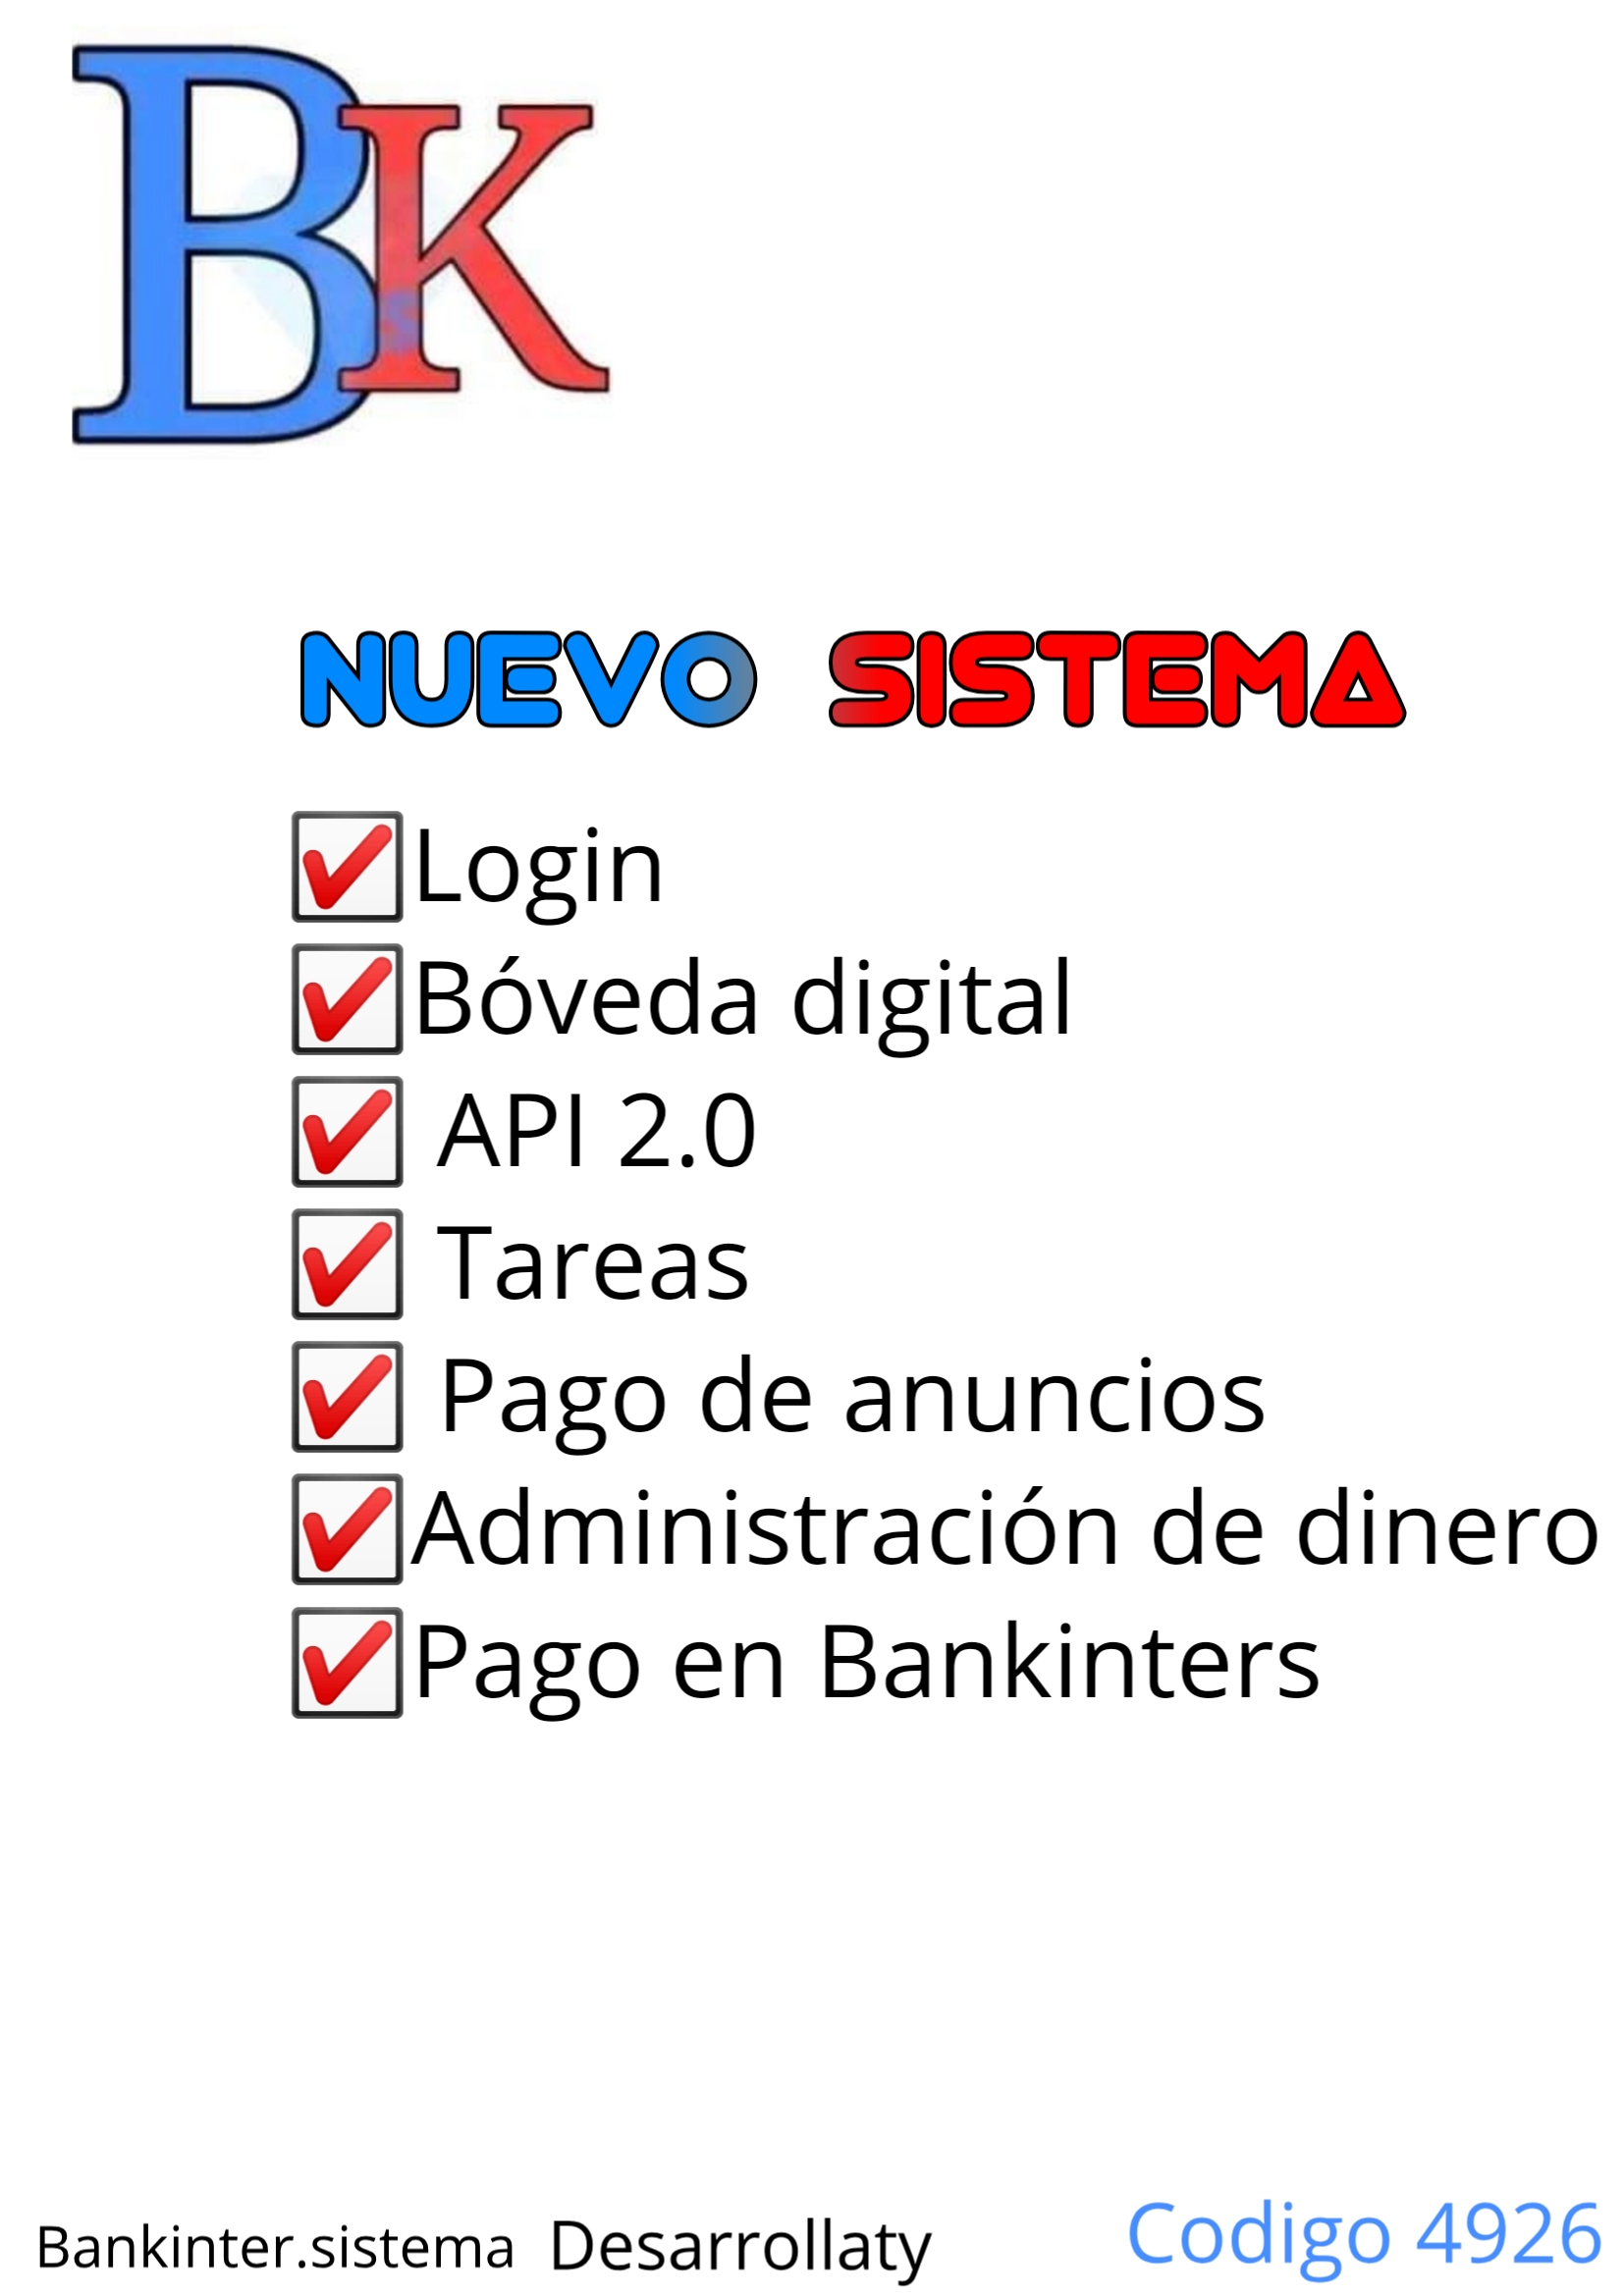 BK
NUEVO SISTEMA
Login
Bóveda digital
API 2.0
Tareas
Pago de anuncios
Administración de dinero
Pago en Bankinters
Bankinter.sistema Desarrollaty Codigo 4926